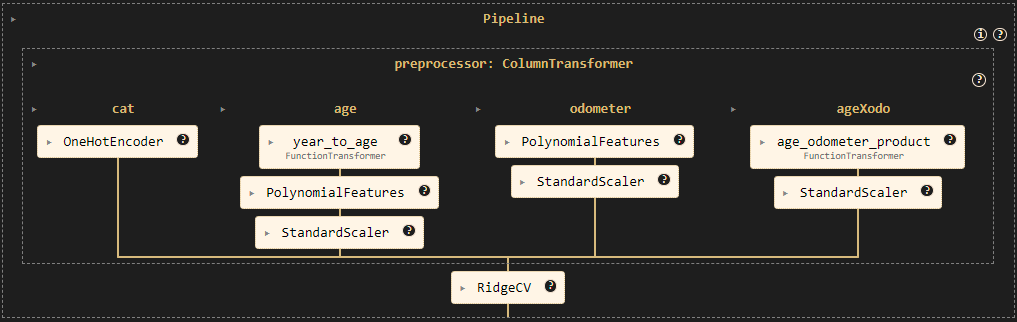 Pipeline
i ?
preprocessor: ColumnTransformer
?
cat age odometer ageXodo
OneHotEncoder ?
year_to_age ?
FunctionTransformer
PolynomialFeatures ?
StandardScaler ?
PolynomialFeatures ?
StandardScaler ?
age_odometer_product ?
FunctionTransformer
StandardScaler ?
RidgeCV ?